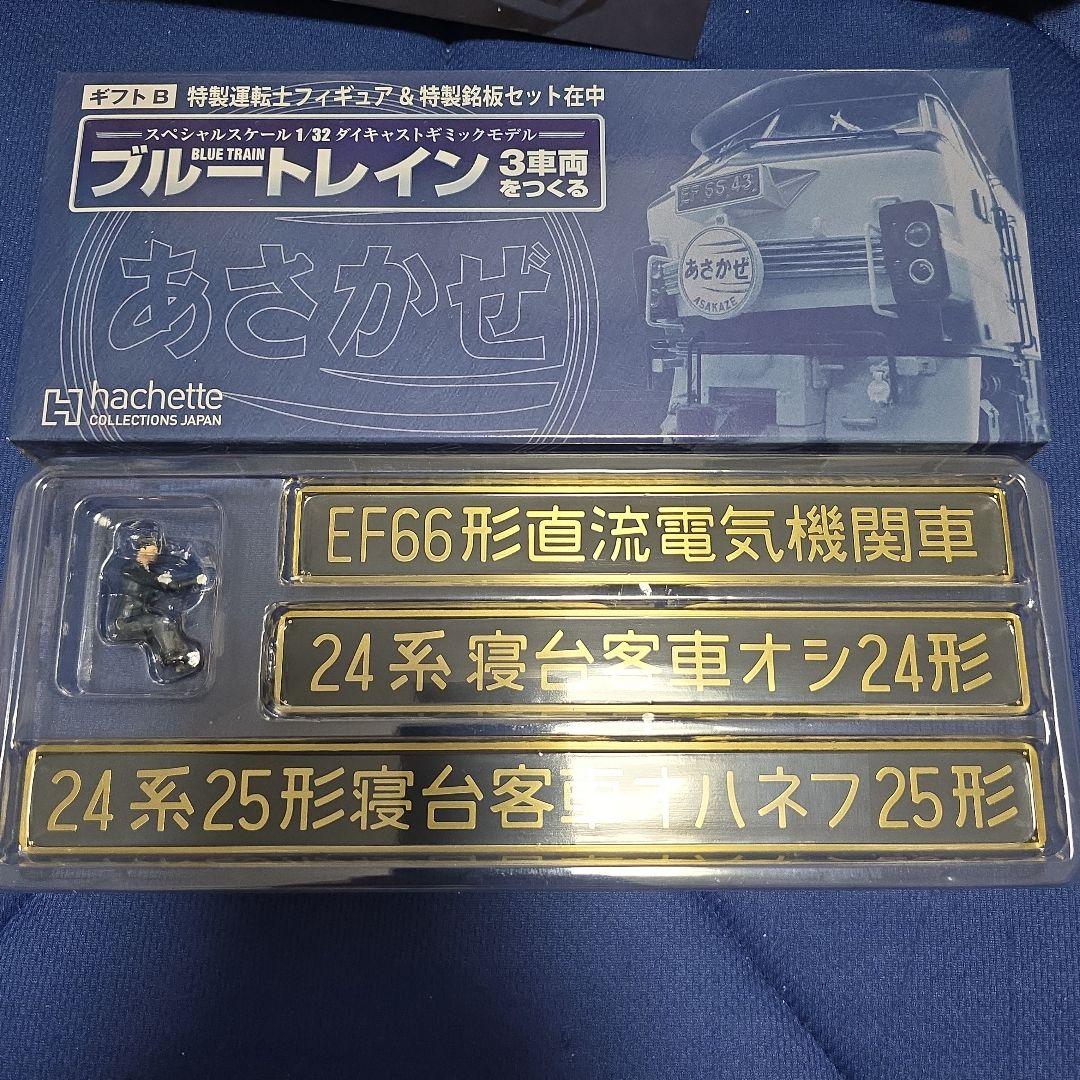 ギフト B 特製運転士フィギュア & 特製銘板セット在中
スペシャルスケール 1/32 ダイキャストギミックモデル
ブルートレイン 3車両をつくる
BLUE TRAIN
あさかぜ
EF 66 43
あさかぜ
ASAKAZE
hachette
COLLECTIONS JAPAN
EF66形直流電気機関車
24系寝台客車オシ24形
24系25形寝台客車オハネフ25形